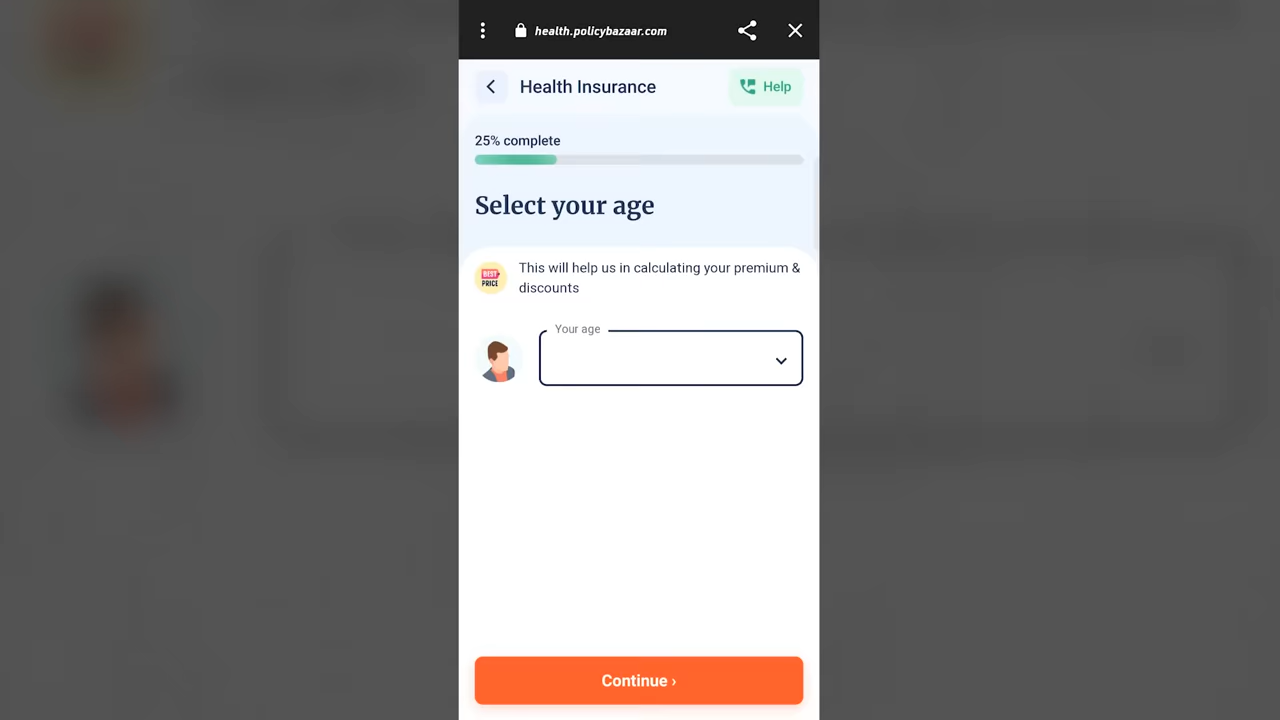 health.policybazaar.com
Health Insurance
Help
25% complete
Select your age
BEST
PRICE
This will help us in calculating your premium &
discounts
Your age
Continue ›